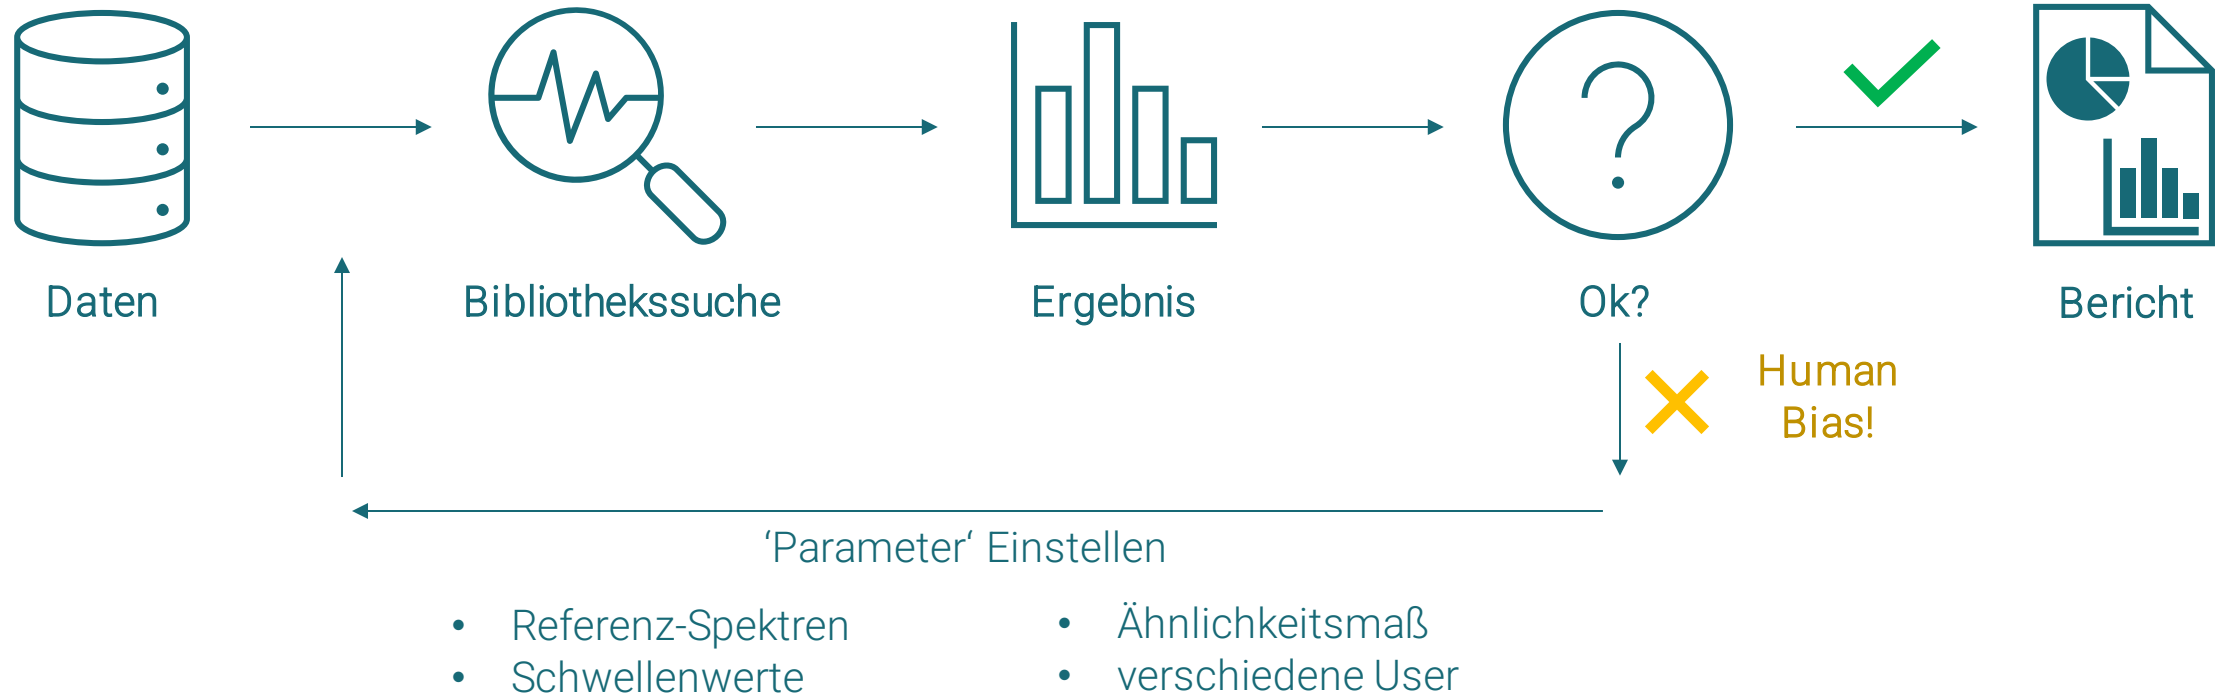 Daten
Bibliothekssuche
Ergebnis
Ok?
Bericht
Human
Bias!
‘Parameter‘ Einstellen
• Referenz-Spektren
• Schwellenwerte
• Ähnlichkeitsmaß
• verschiedene User